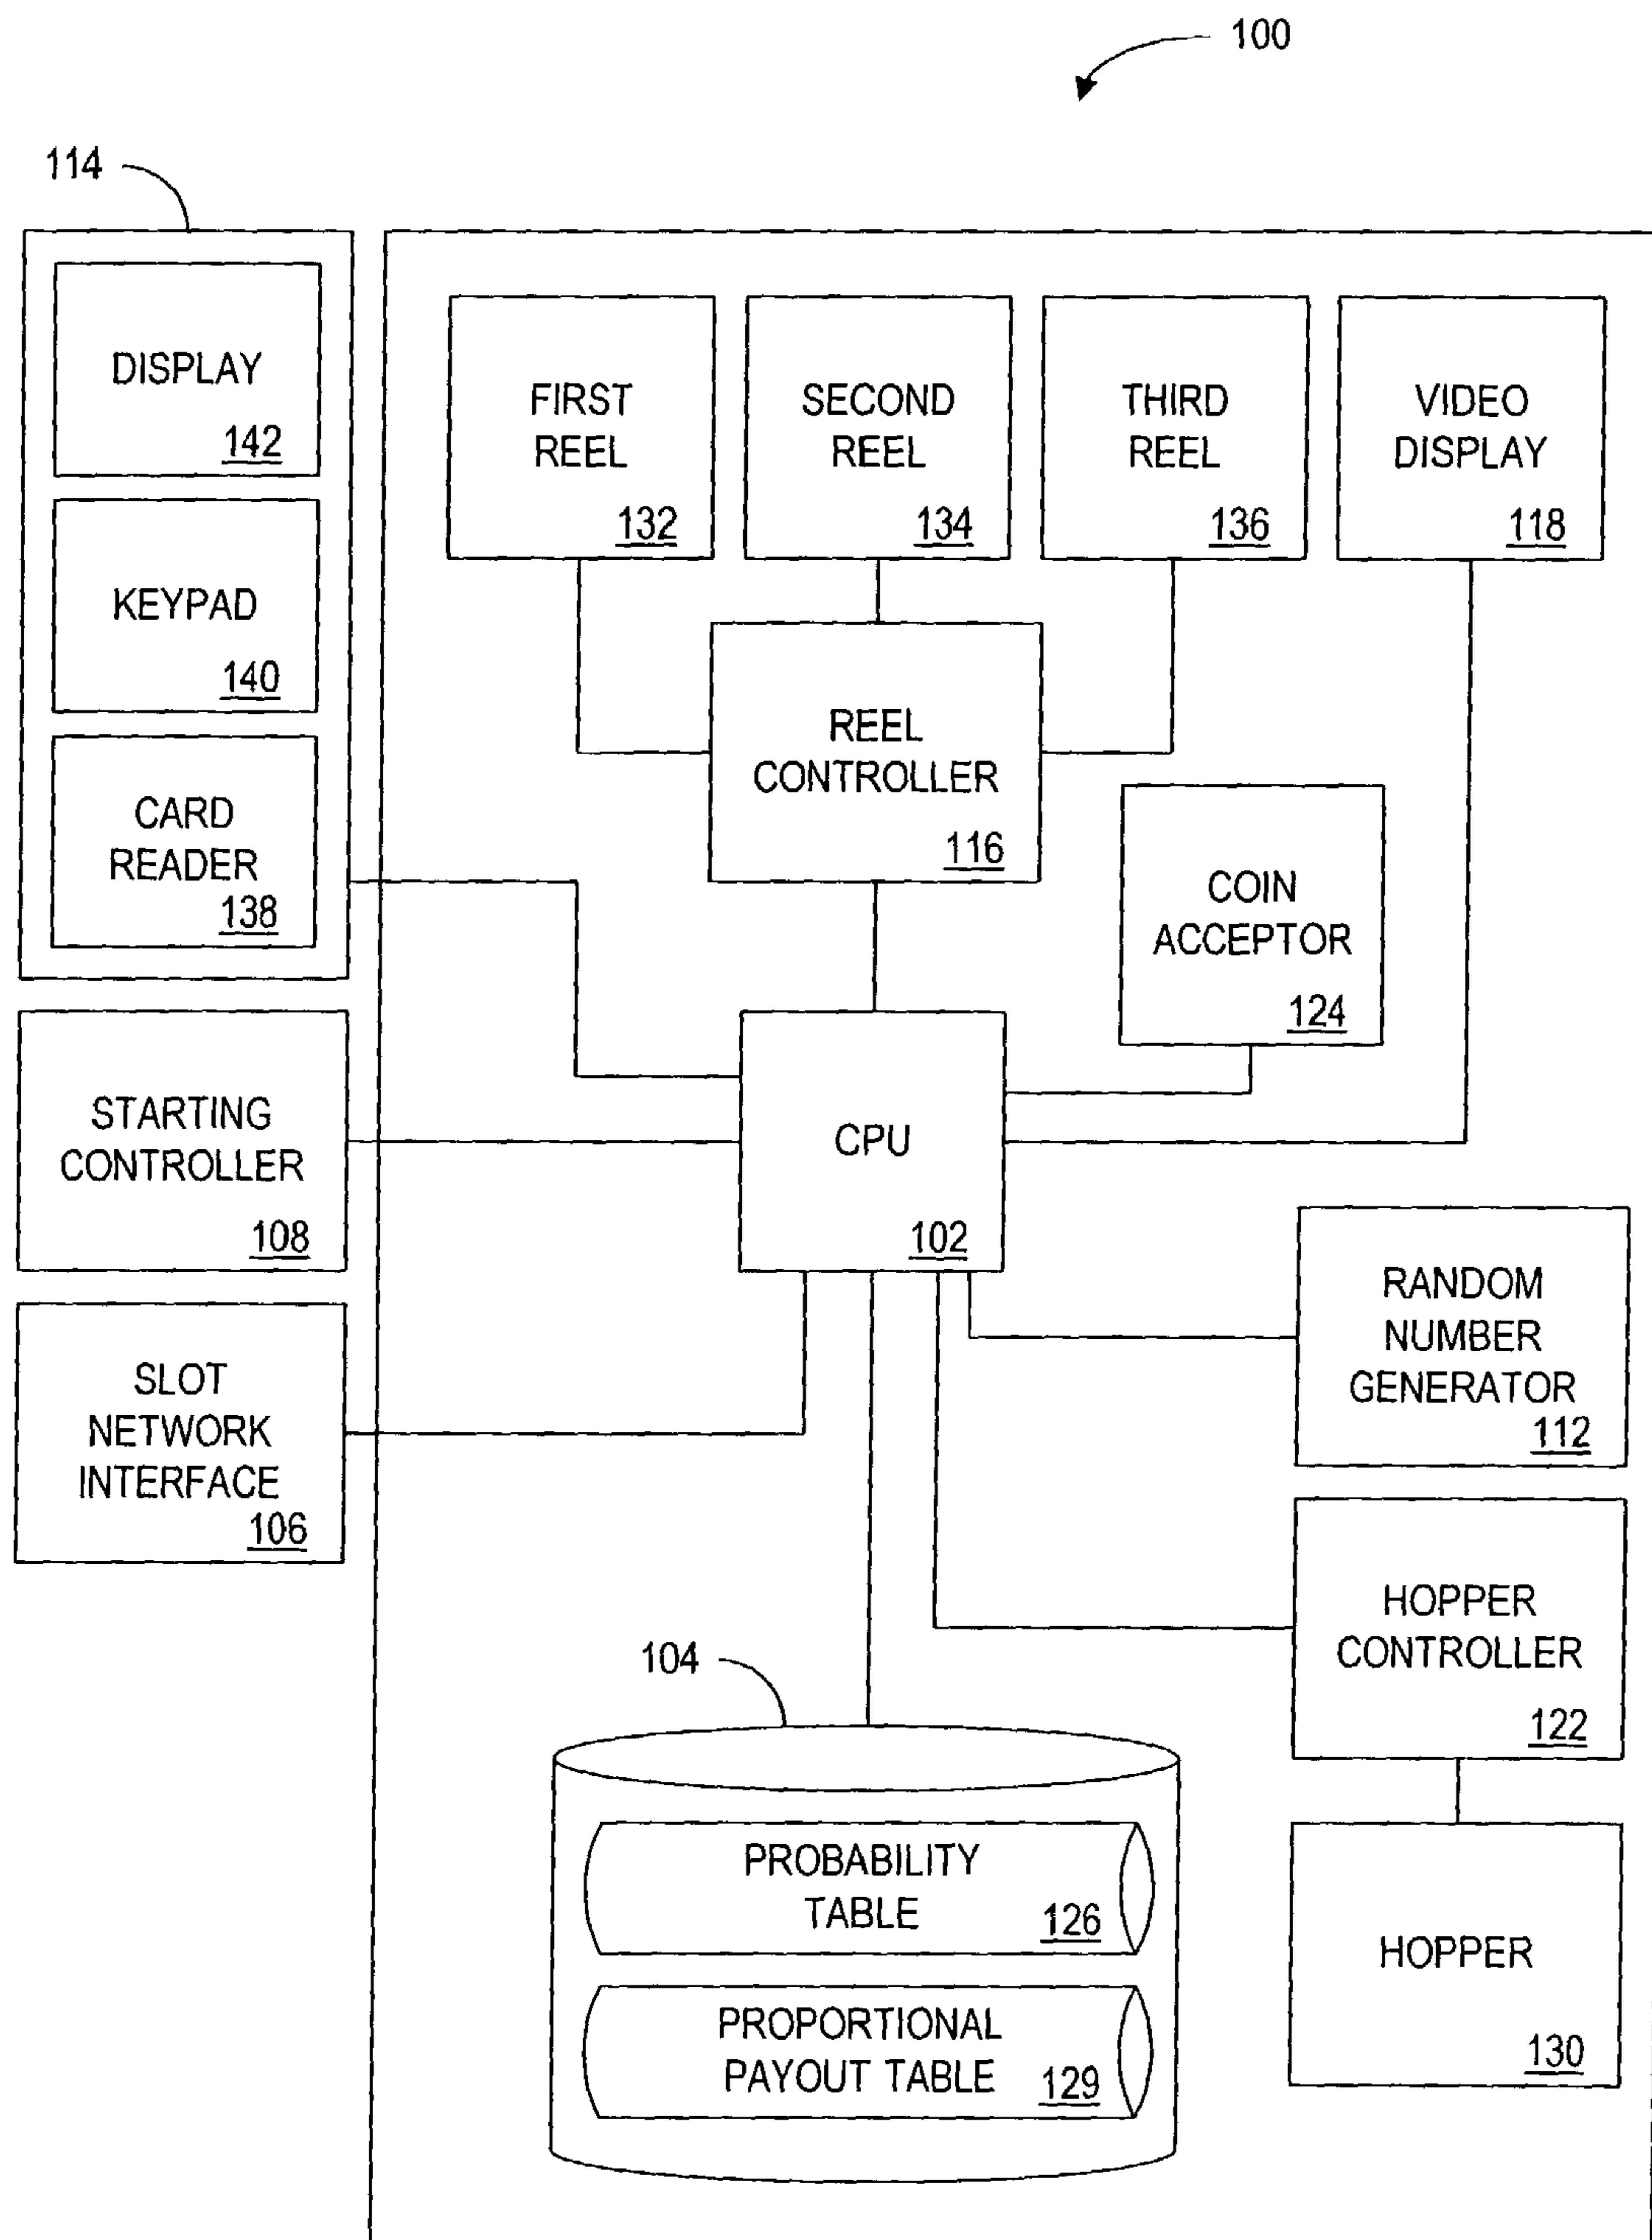 100
114
DISPLAY
142
KEYPAD
140
CARD
READER
138
FIRST
REEL
132
SECOND
REEL
134
THIRD
REEL
136
VIDEO
DISPLAY
118
REEL
CONTROLLER
116
COIN
ACCEPTOR
124
STARTING
CONTROLLER
108
CPU
102
SLOT
NETWORK
INTERFACE
106
RANDOM
NUMBER
GENERATOR
112
HOPPER
CONTROLLER
122
104
PROBABILITY
TABLE
126
PROPORTIONAL
PAYOUT TABLE
129
HOPPER
130